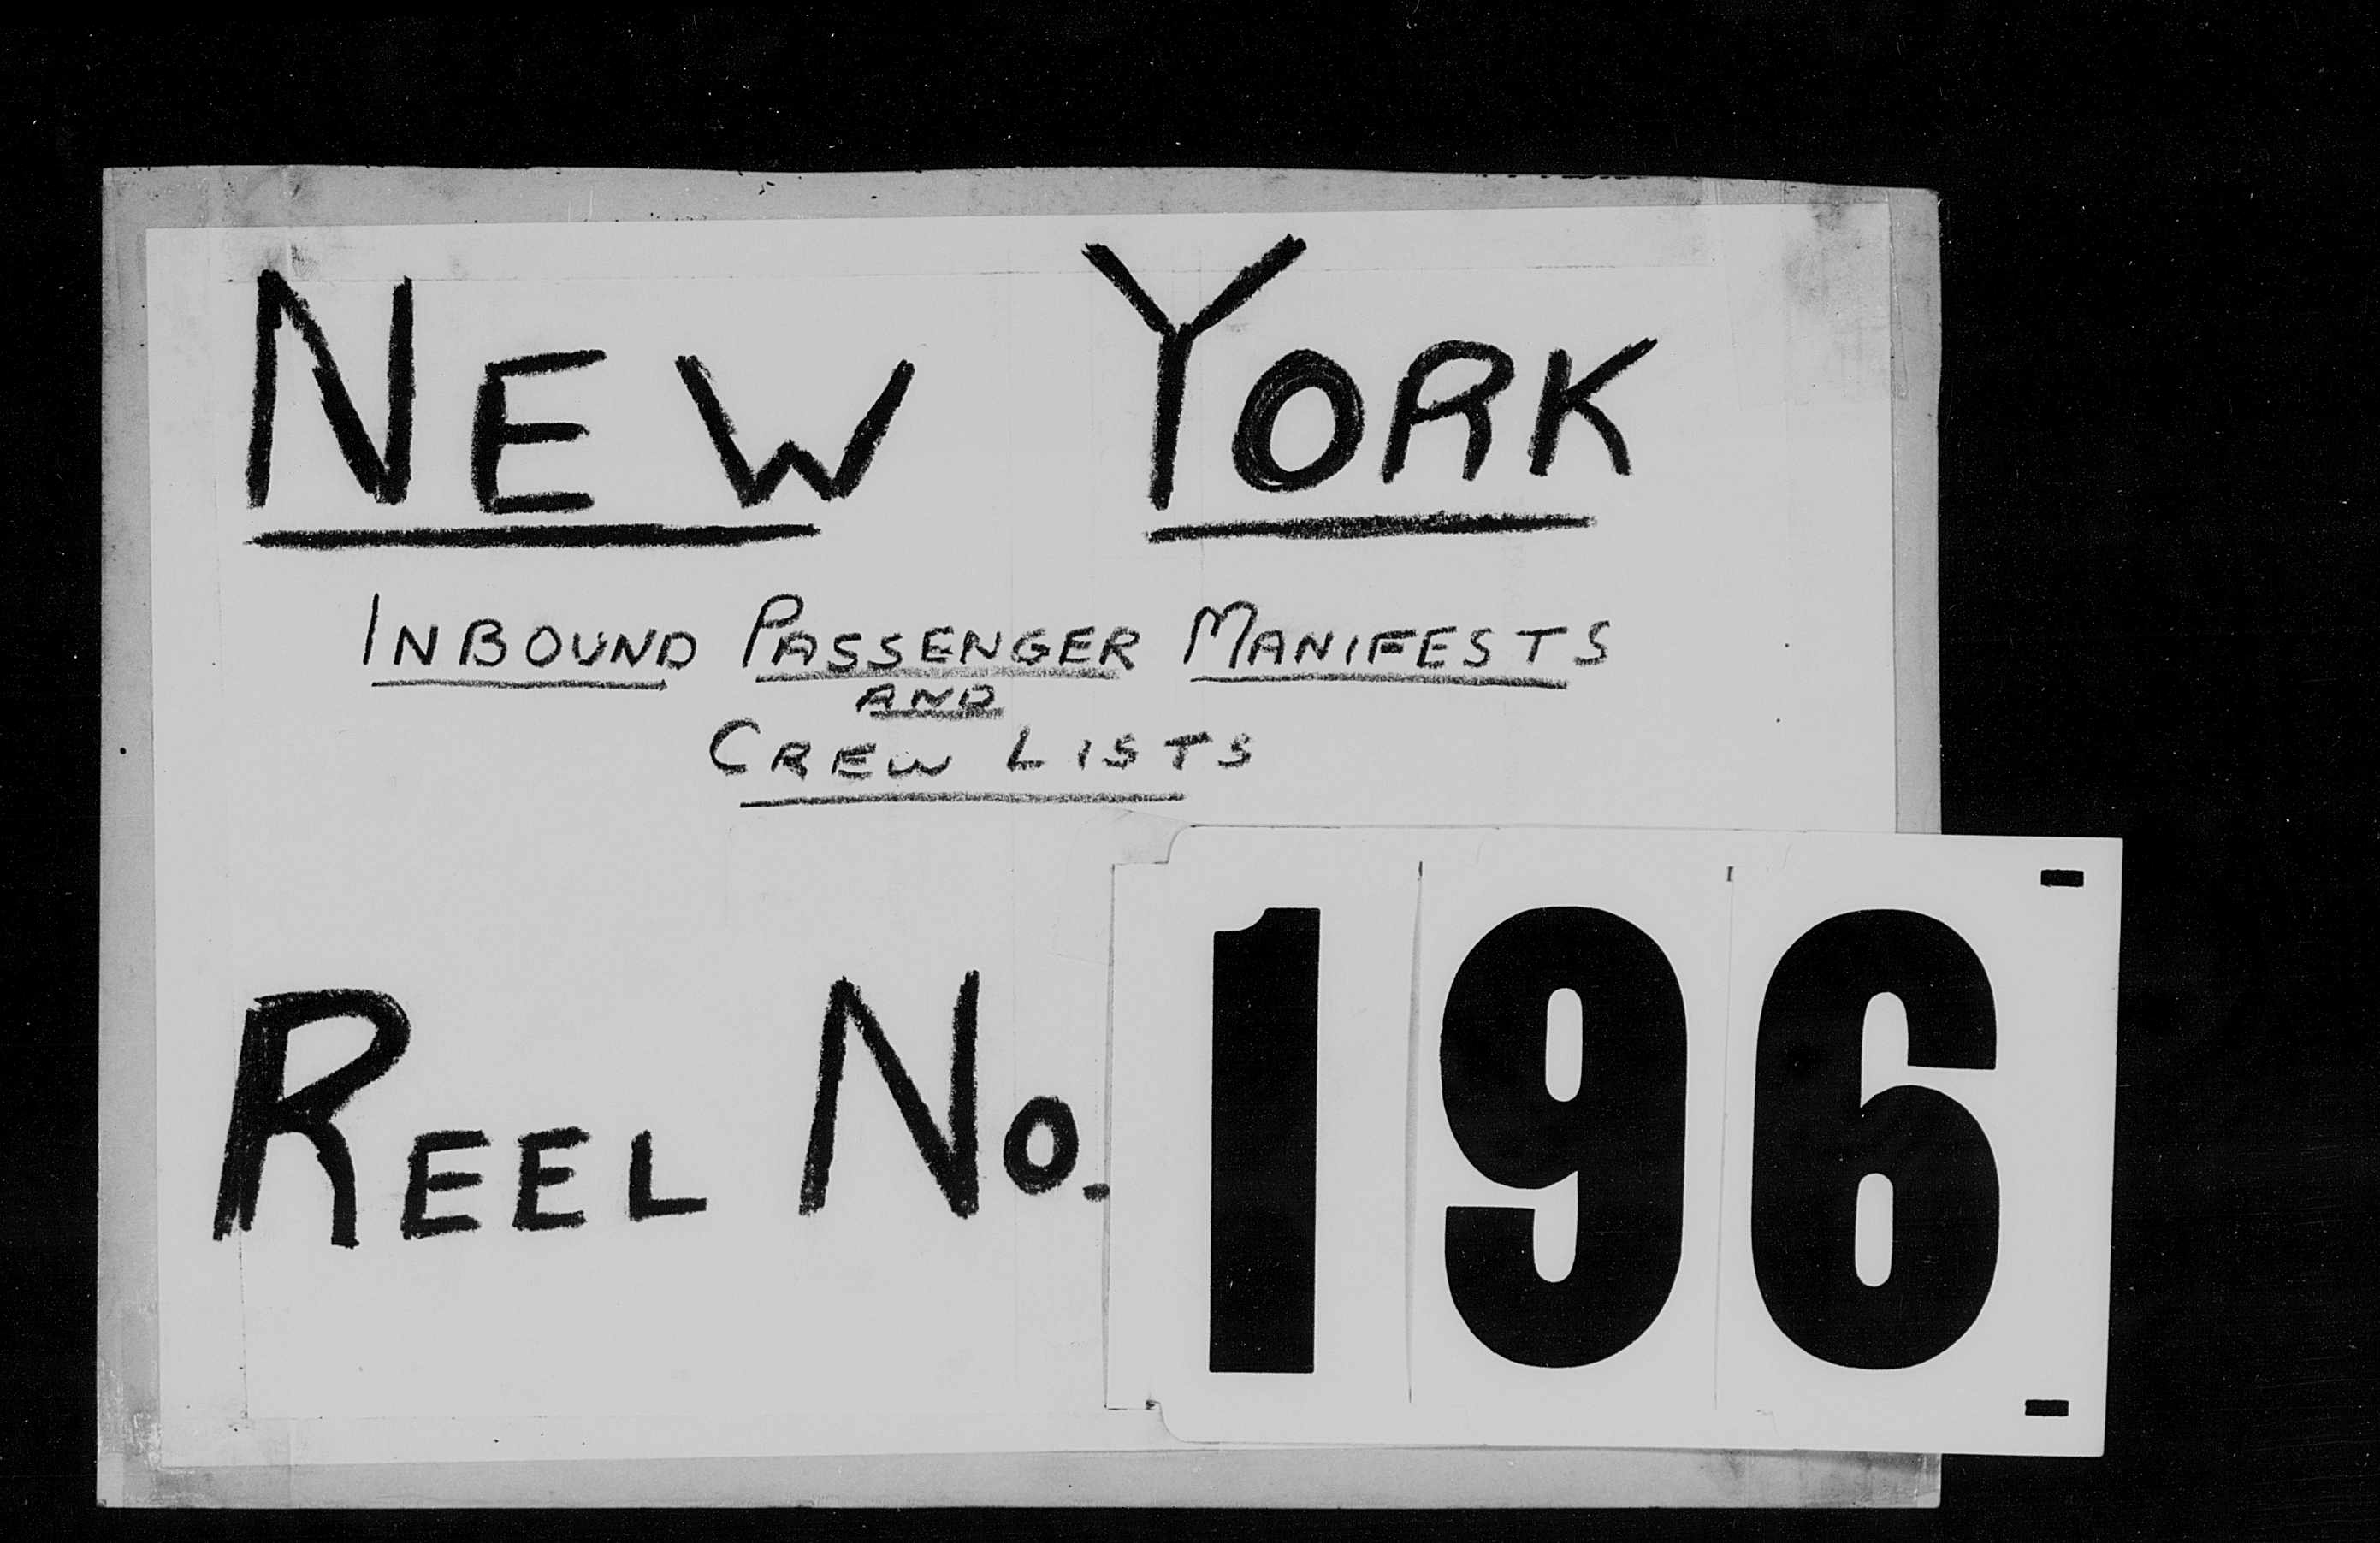 NEW YORK
INBOUND PASSENGER MANIFESTS
AND
CREW LISTS
REEL NO. 196